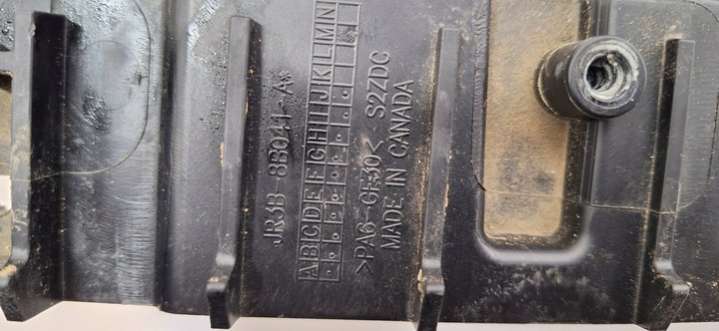 JR3B-8B041-A*
ABCDEFGHIJKLMN
>PA6-GF30< S2ZDC
MADE IN CANADA